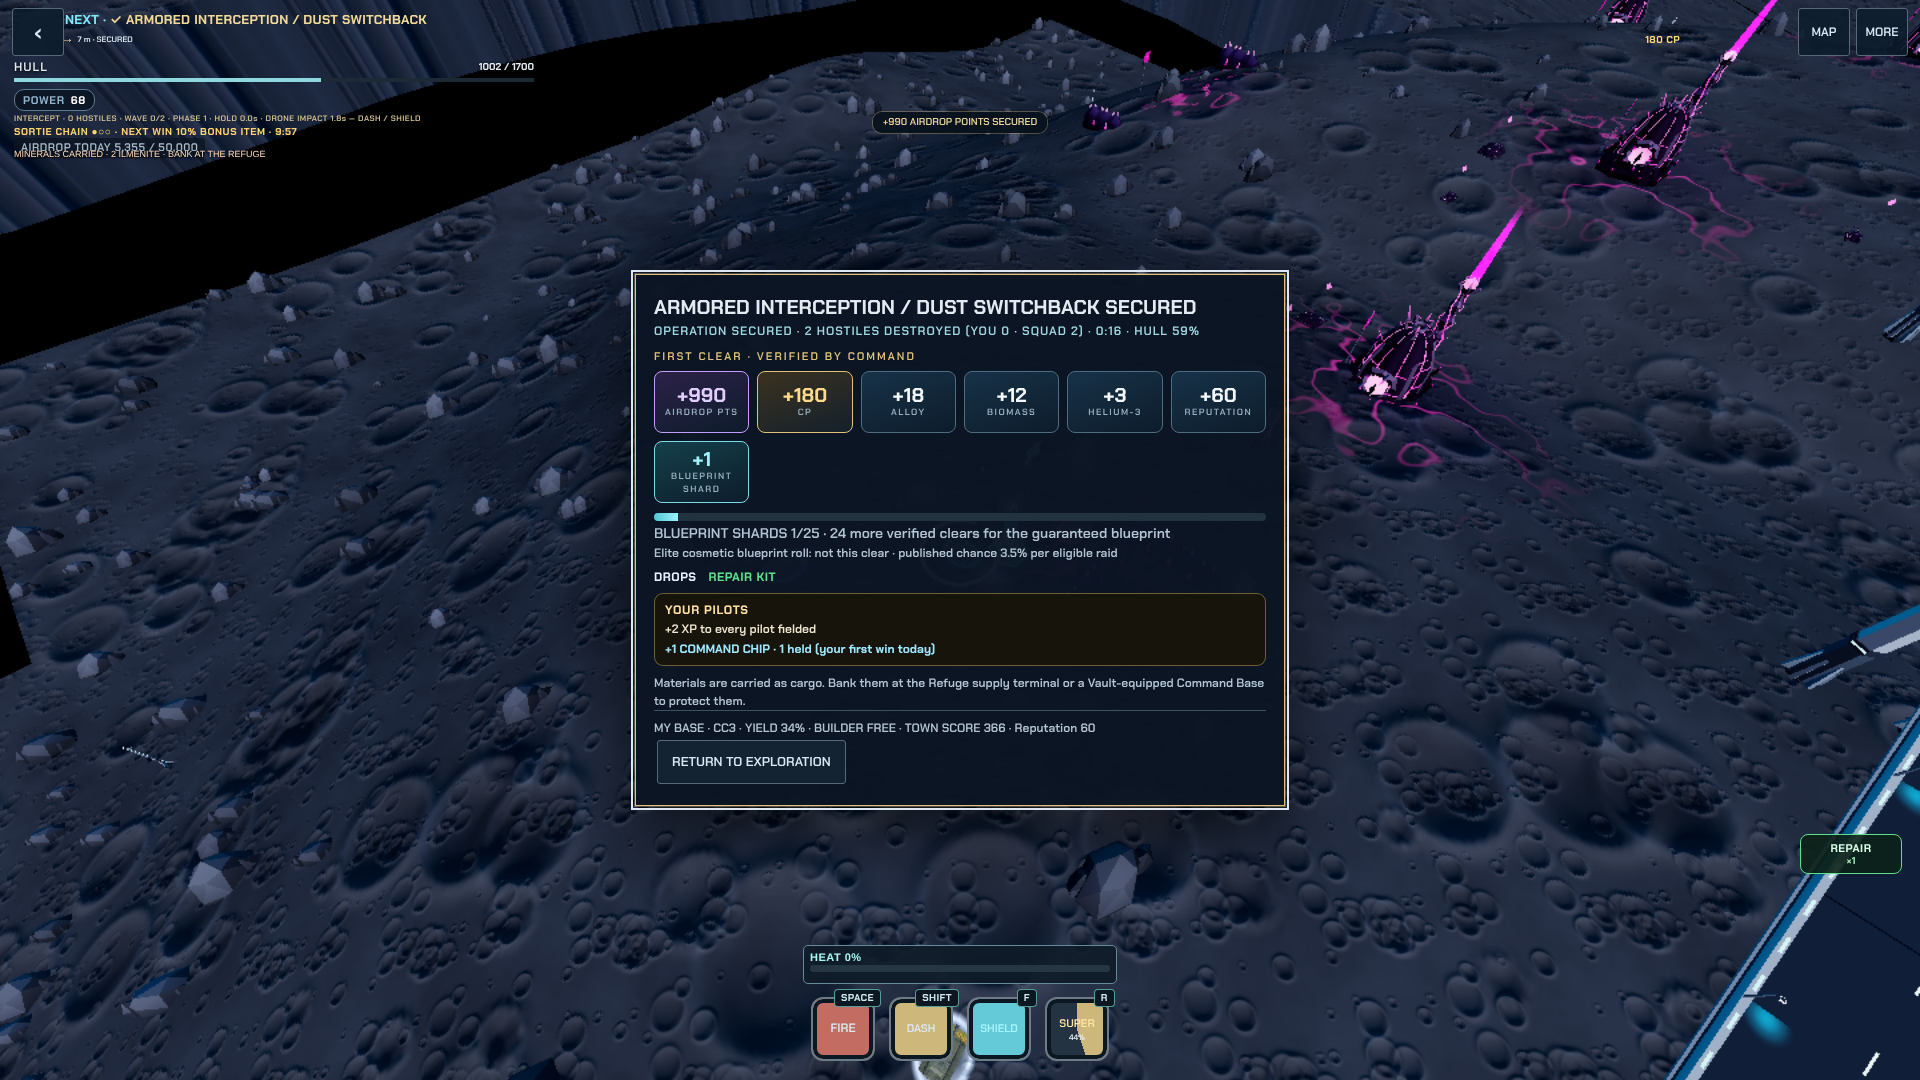 NEXT · ✓ ARMORED INTERCEPTION / DUST SWITCHBACK
→ 7 m · SECURED
HULL 1002 / 1700
POWER 68
INTERCEPT · 0 HOSTILES · WAVE 0/2 · PHASE 1 · HOLD 0.0s · DRONE IMPACT 1.8s — DASH / SHIELD
SORTIE CHAIN ●○○ · NEXT WIN 10% BONUS ITEM · 9:57
AIRDROP TODAY 5,355 / 50,000
MINERALS CARRIED · 2 ILMENITE · BANK AT THE REFUGE
+990 AIRDROP POINTS SECURED
180 CP
MAP
MORE
ARMORED INTERCEPTION / DUST SWITCHBACK SECURED
OPERATION SECURED · 2 HOSTILES DESTROYED (YOU 0 · SQUAD 2) · 0:16 · HULL 59%
FIRST CLEAR · VERIFIED BY COMMAND
+990
AIRDROP PTS
+180
CP
+18
ALLOY
+12
BIOMASS
+3
HELIUM-3
+60
REPUTATION
+1
BLUEPRINT
SHARD
BLUEPRINT SHARDS 1/25 · 24 more verified clears for the guaranteed blueprint
Elite cosmetic blueprint roll: not this clear · published chance 3.5% per eligible raid
DROPS REPAIR KIT
YOUR PILOTS
+2 XP to every pilot fielded
+1 COMMAND CHIP · 1 held (your first win today)
Materials are carried as cargo. Bank them at the Refuge supply terminal or a Vault-equipped Command Base
to protect them.
MY BASE · CC3 · YIELD 34% · BUILDER FREE · TOWN SCORE 366 · Reputation 60
RETURN TO EXPLORATION
REPAIR
×1
HEAT 0%
SPACE
FIRE
SHIFT
DASH
F
SHIELD
R
SUPER
44%